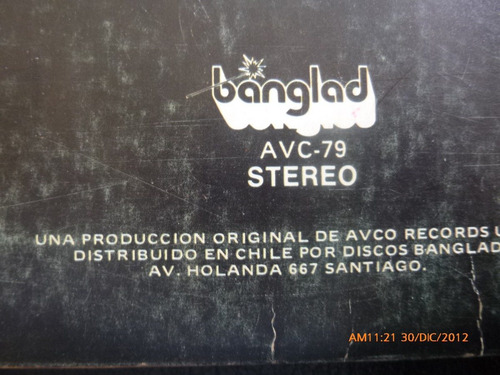 banglad
AVC-79
STEREO
UNA PRODUCCION ORIGINAL DE AVCO RECORDS
DISTRIBUIDO EN CHILE POR DISCOS BANGLAD
AV. HOLANDA 667 SANTIAGO.
AM11:21 30/DIC/2012